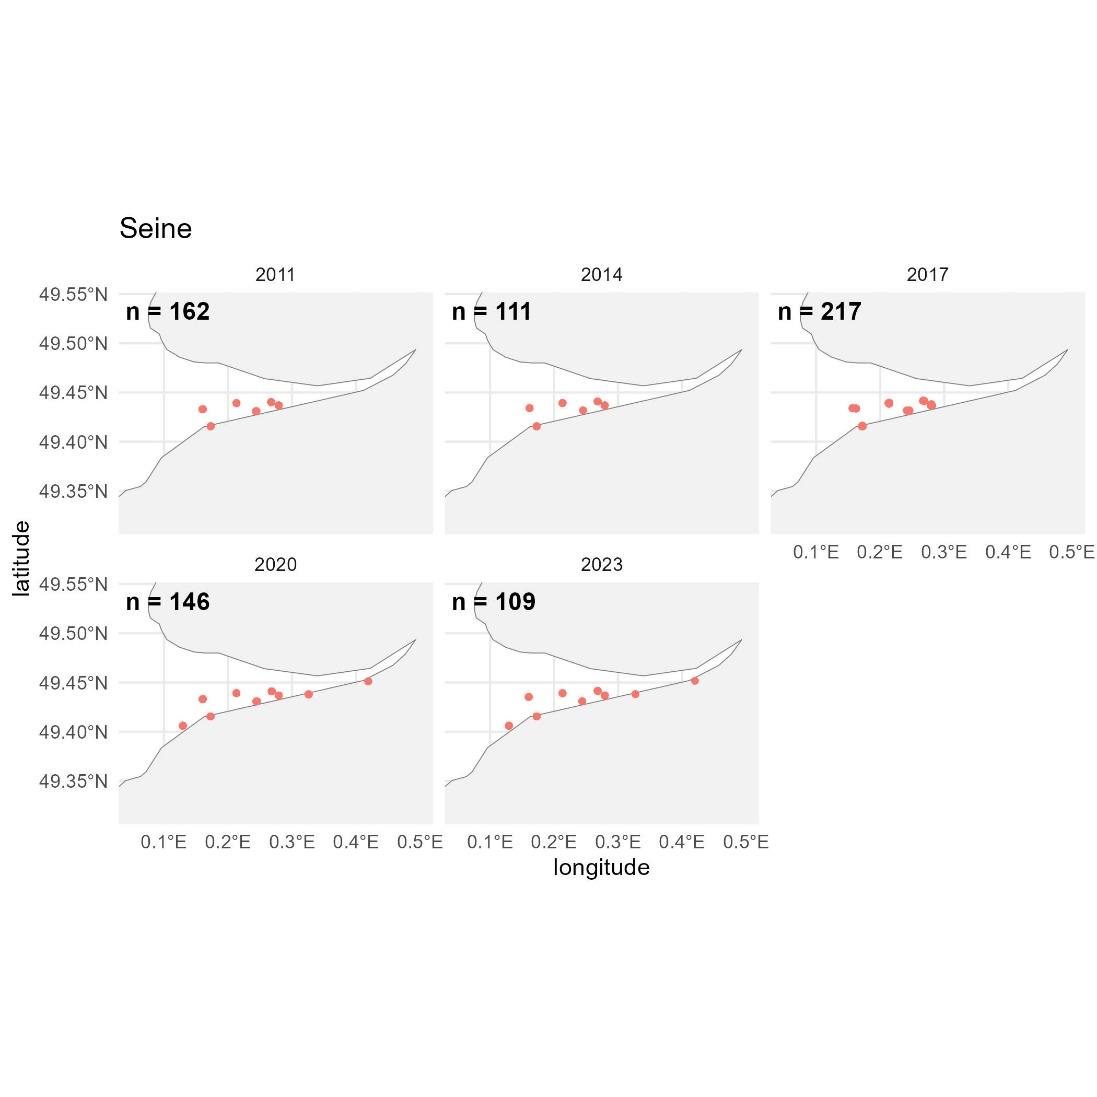 Seine
2011
2014
2017
49.55°N
49.50°N
49.45°N
49.40°N
49.35°N
n = 162
n = 111
n = 217
0.1°E 0.2°E 0.3°E 0.4°E 0.5°E
latitude
2020
2023
49.55°N
49.50°N
49.45°N
49.40°N
49.35°N
n = 146
n = 109
0.1°E 0.2°E 0.3°E 0.4°E 0.5°E
0.1°E 0.2°E 0.3°E 0.4°E 0.5°E
longitude